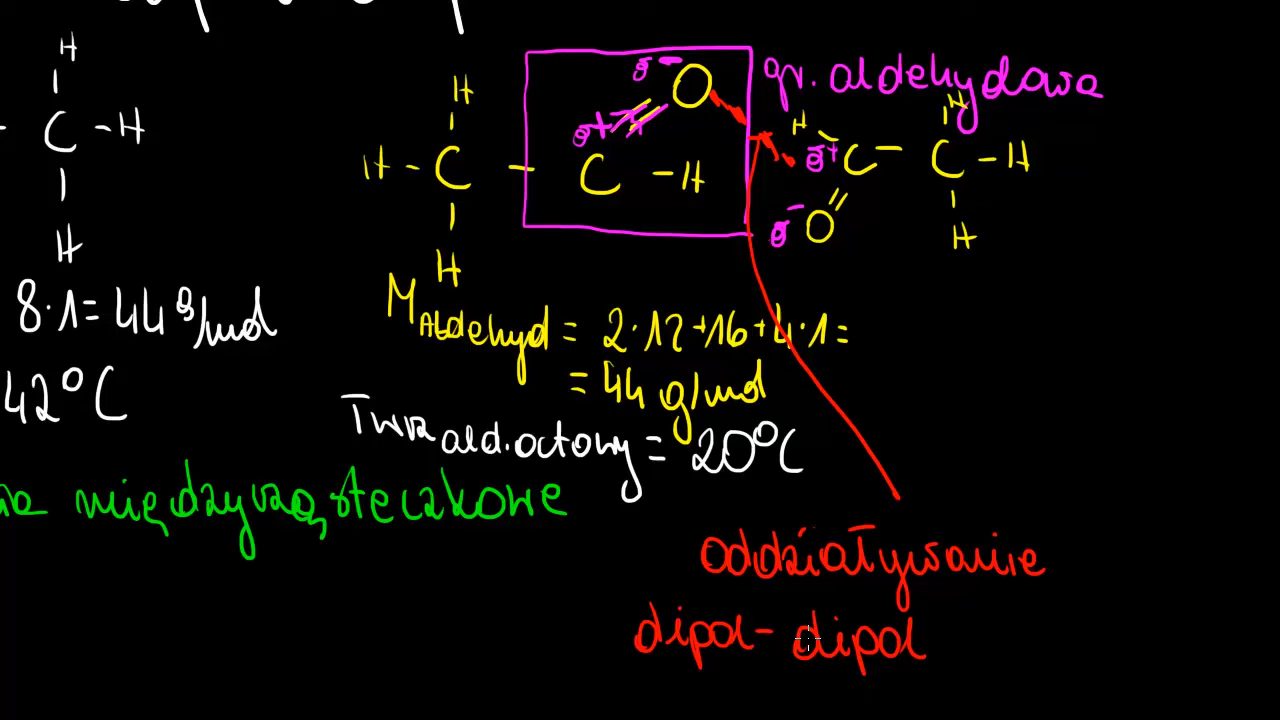 H
C - H
H
8·1 = 44 g/mol
42°C
międzycząsteczkowe
gr. aldehydowa
δ- O
H
δ+
H - C - C - H
H
H H
δ+ C - C - H
δ- O
H
M Aldehyd = 2·12+16+4·1=
= 44 g/mol
Twrz ald.octowy = 20°C
oddziaływanie
dipol-dipol